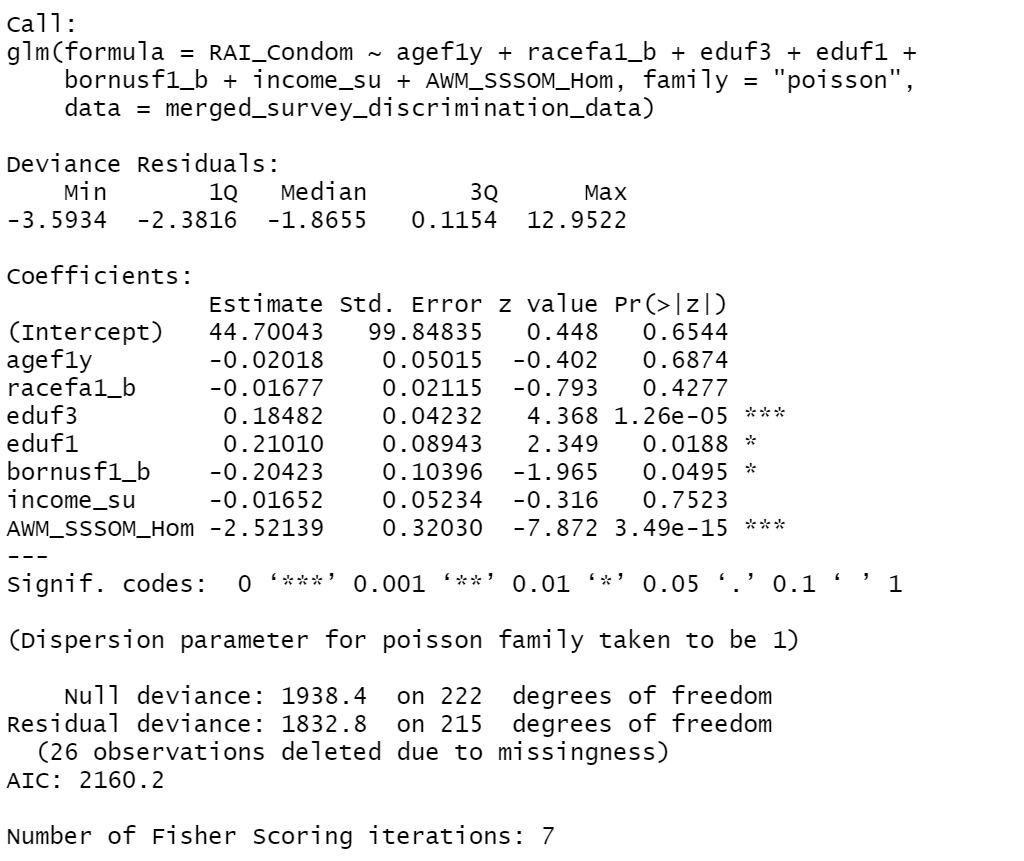 Call:
glm(formula = RAI_Condom ~ agef1y + racefa1_b + eduf3 + eduf1 +
    bornusf1_b + income_su + AWM_SSSOM_Hom, family = "poisson",
    data = merged_survey_discrimination_data)

Deviance Residuals:
    Min       1Q   Median       3Q      Max
-3.5934  -2.3816  -1.8655   0.1154  12.9522

Coefficients:
              Estimate Std. Error z value Pr(>|z|)
(Intercept)   44.70043   99.84835   0.448   0.6544
agef1y        -0.02018    0.05015  -0.402   0.6874
racefa1_b     -0.01677    0.02115  -0.793   0.4277
eduf3          0.18482    0.04232   4.368 1.26e-05 ***
eduf1          0.21010    0.08943   2.349   0.0188 *
bornusf1_b    -0.20423    0.10396  -1.965   0.0495 *
income_su     -0.01652    0.05234  -0.316   0.7523
AWM_SSSOM_Hom -2.52139    0.32030  -7.872 3.49e-15 ***
---
Signif. codes:  0 ‘***’ 0.001 ‘**’ 0.01 ‘*’ 0.05 ‘.’ 0.1 ‘ ’ 1

(Dispersion parameter for poisson family taken to be 1)

    Null deviance: 1938.4  on 222  degrees of freedom
Residual deviance: 1832.8  on 215  degrees of freedom
  (26 observations deleted due to missingness)
AIC: 2160.2

Number of Fisher Scoring iterations: 7